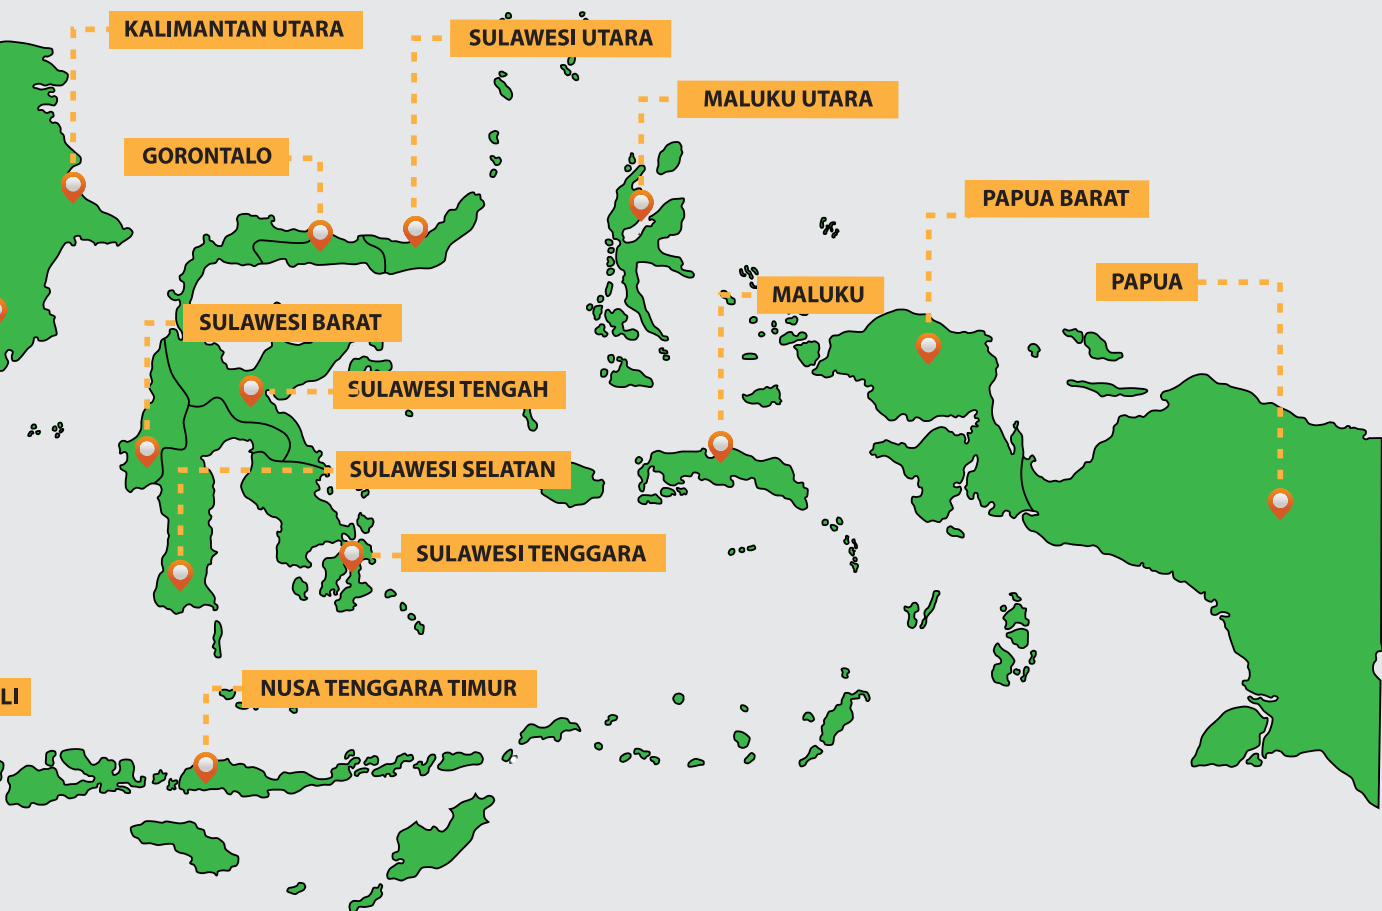 KALIMANTAN UTARA
SULAWESI UTARA
MALUKU UTARA
GORONTALO
PAPUA BARAT
PAPUA
MALUKU
SULAWESI BARAT
SULAWESI TENGAH
SULAWESI SELATAN
SULAWESI TENGGARA
NUSA TENGGARA TIMUR
LI